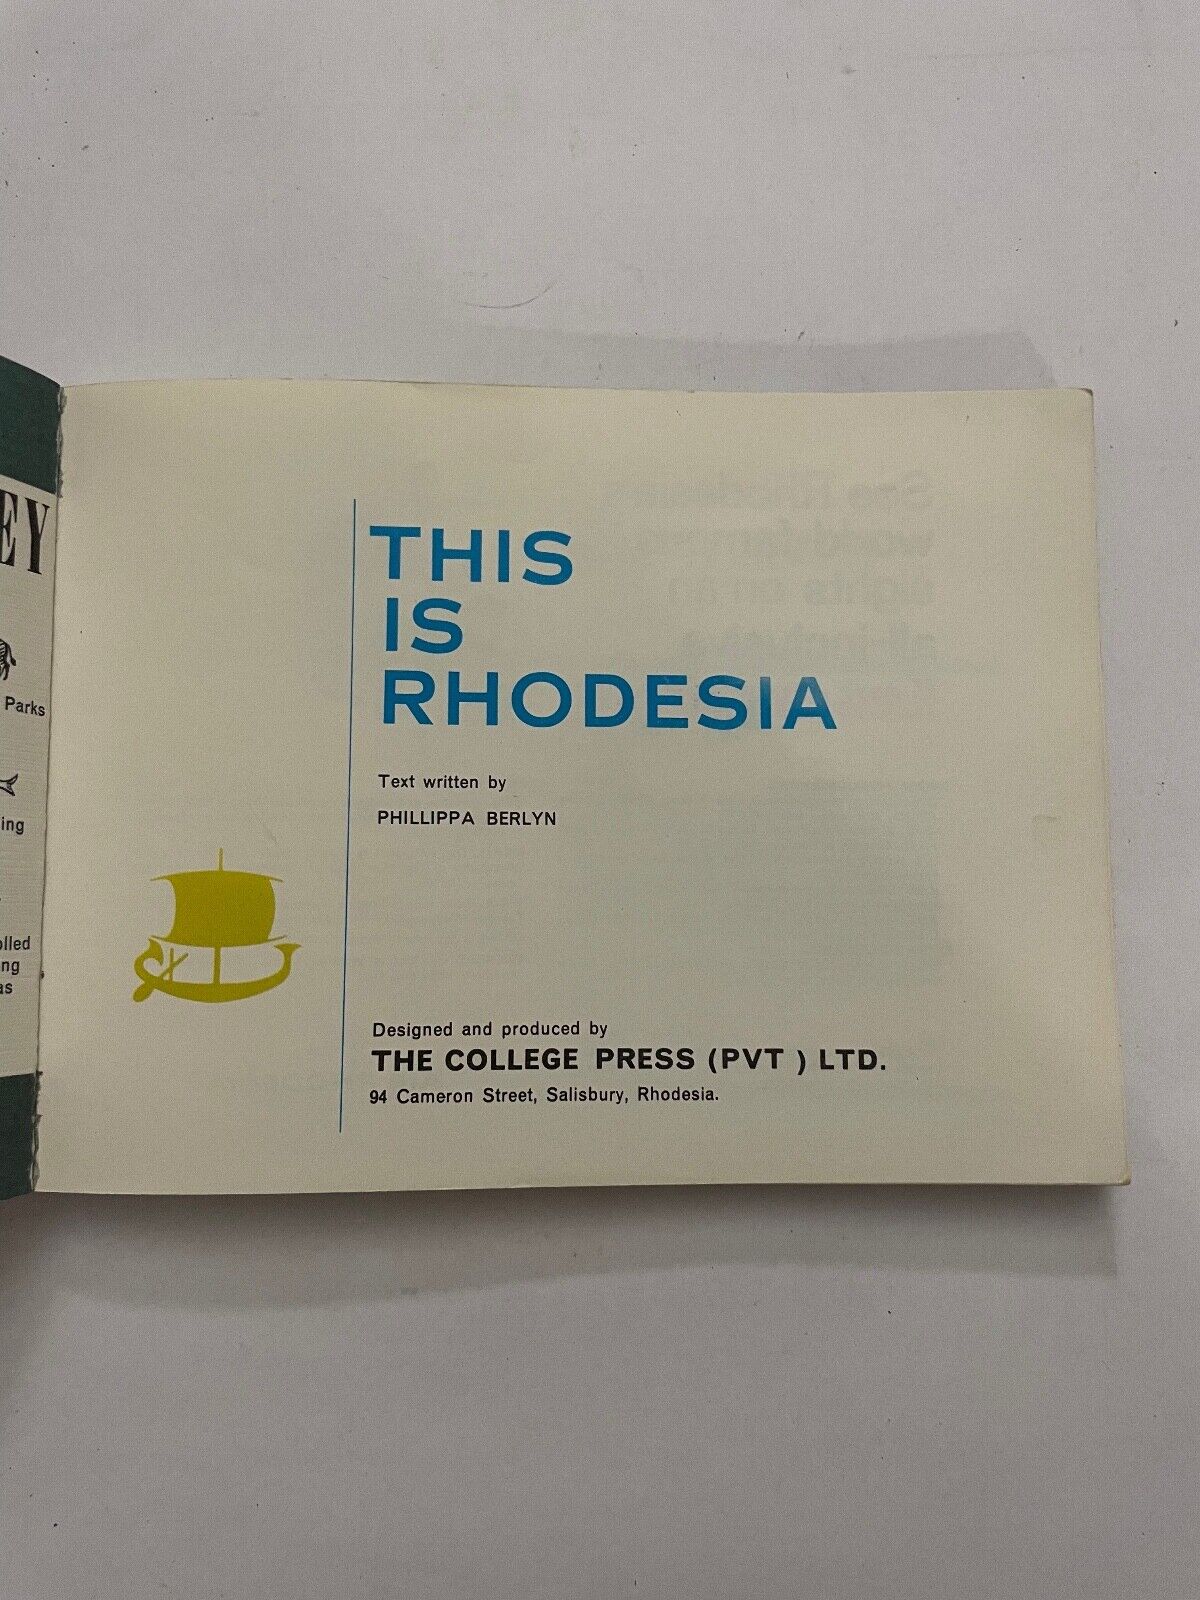 EY
Parks
ing
olled
ng
as
THIS
IS
RHODESIA
Text written by
PHILLIPPA BERLYN
Designed and produced by
THE COLLEGE PRESS (PVT ) LTD.
94 Cameron Street, Salisbury, Rhodesia.